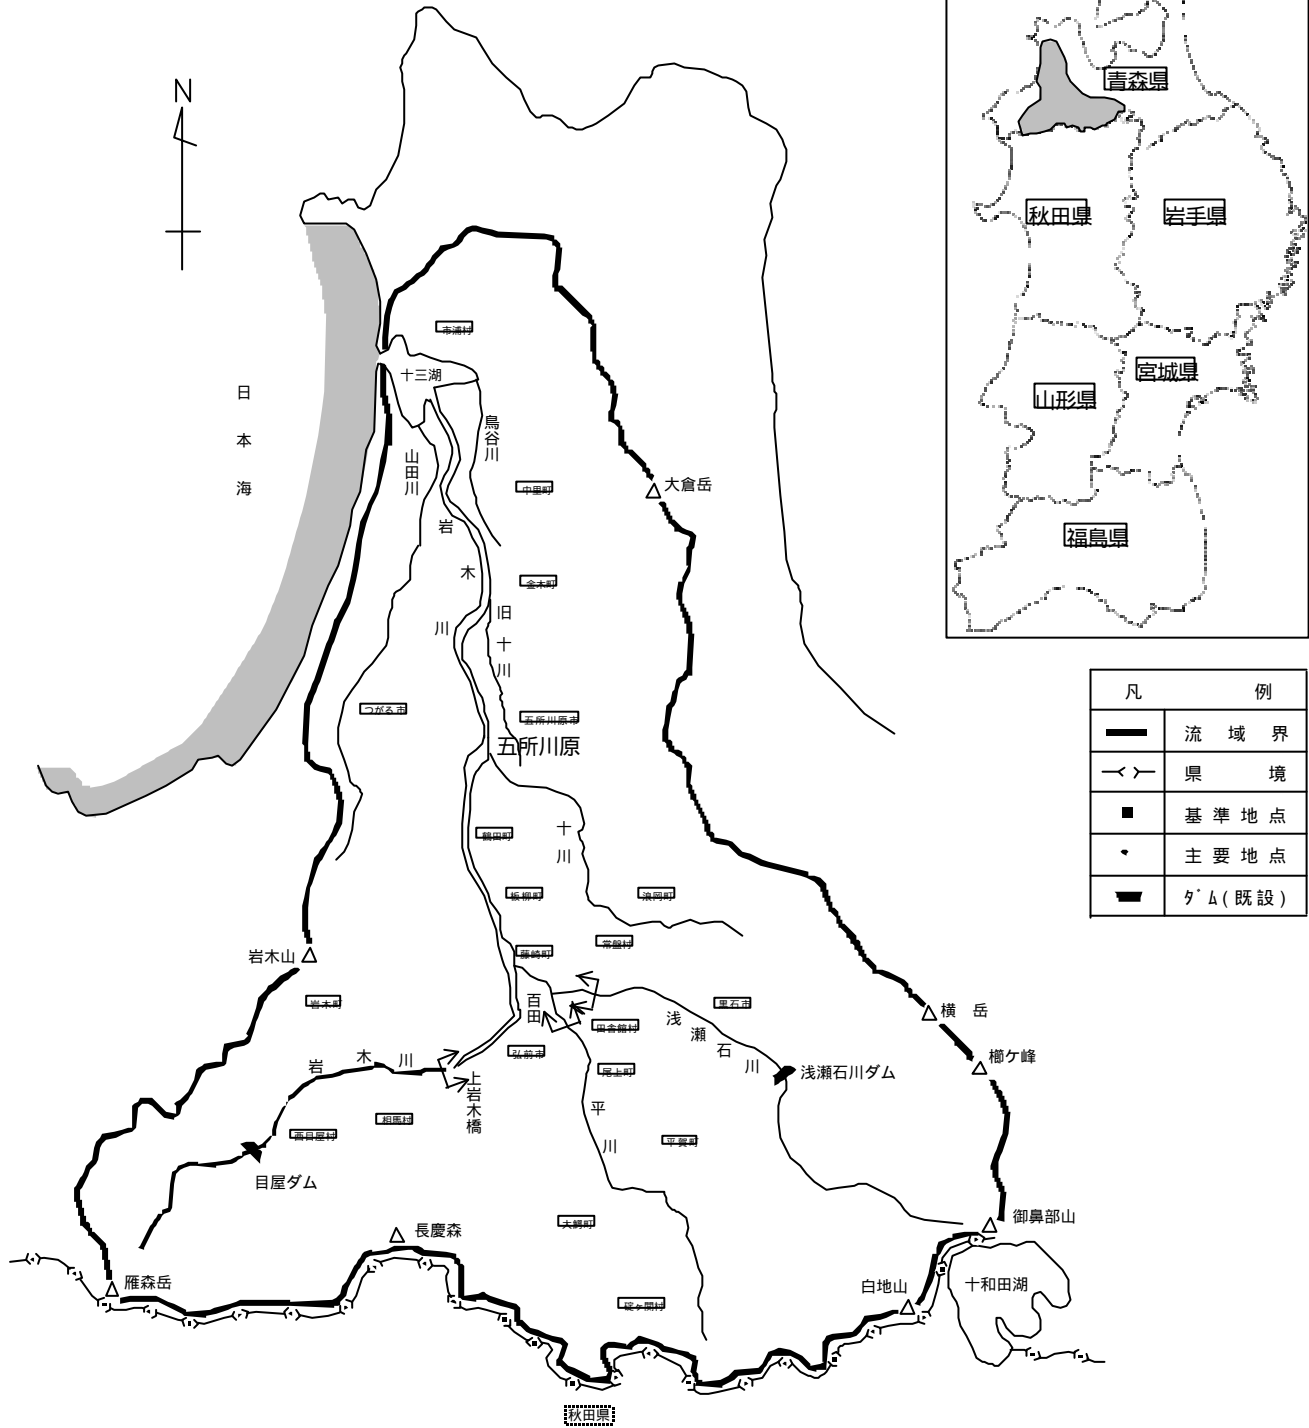 N
青森県
秋田県
岩手県
宮城県
山形県
福島県
凡 例
流 域 界
県 境
基 準 地 点
主 要 地 点
ダム(既設)
日本海
市浦村
十三湖
鳥谷川
山田川
中里町
大倉岳
岩木川
金木町
旧十川
つがる市
五所川原市
五所川原
鶴田町
十川
板柳町
浪岡町
藤崎町
常盤村
岩木山
岩木町
百田
田舎館村
黒石市
浅瀬石川
横 岳
弘前市
尾上町
浅瀬石川ダム
櫛ケ峰
岩木川
上岩木橋
平川
相馬村
西目屋村
平賀町
目屋ダム
大鰐町
長慶森
御鼻部山
雁森岳
白地山
十和田湖
碇ヶ関村
秋田県